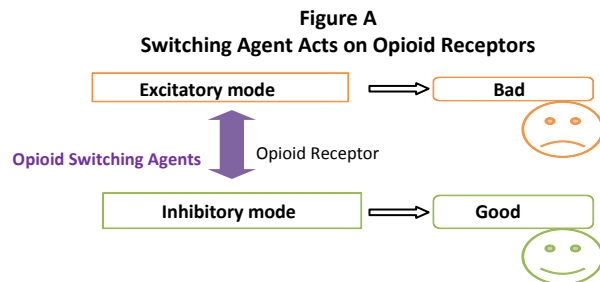 Figure A
Switching Agent Acts on Opioid Receptors
Excitatory mode
Bad
Opioid Switching Agents
Opioid Receptor
Inhibitory mode
Good